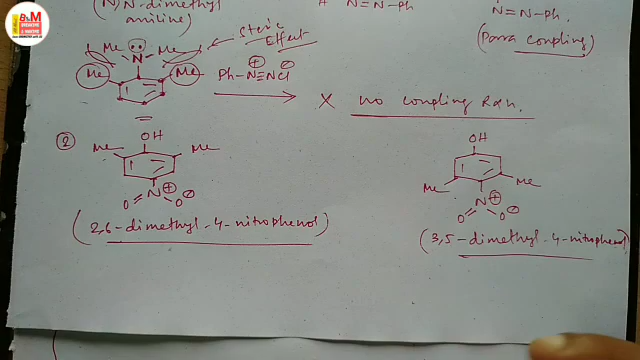 B&M
(N,N-dimethyl aniline)
N=N-Ph
N=N-Ph.
(Para coupling)
Steric Effect
Me N Me
Me Me
Ph-N≡NCl
⊕ ⊖
X no coupling Rxn.
② OH
Me Me
N⊕
O O⊖
(2,6-dimethyl-4-nitrophenol)
OH
Me Me
N⊕
O O⊖
(3,5-dimethyl-4-nitrophenol)